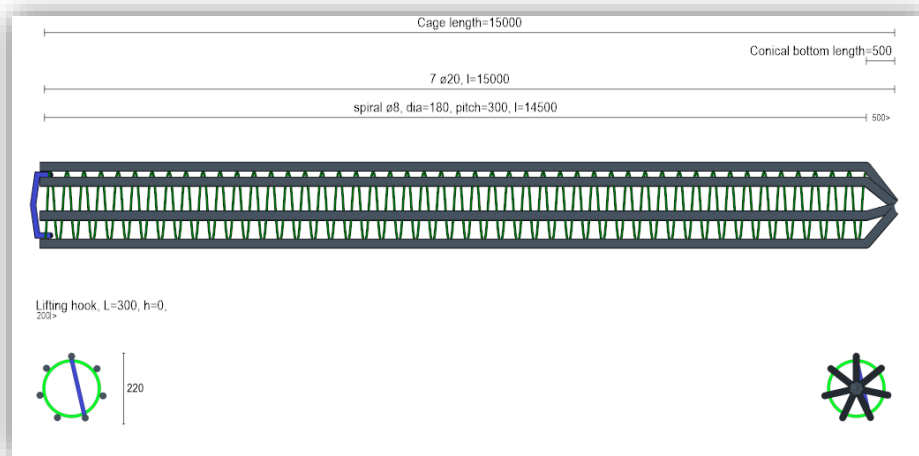 Cage length=15000
Conical bottom length=500
7 ø20, l=15000
spiral ø8, dia=180, pitch=300, l=14500
500>
Lifting hook, L=300, h=0,
200|>
220